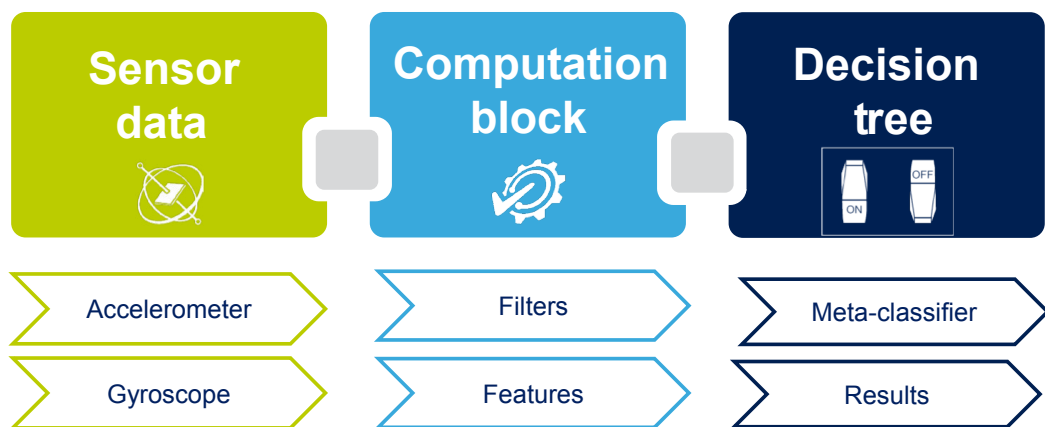 Sensor
data
Computation
block
Decision
tree
ON
OFF
Accelerometer
Filters
Meta-classifier
Gyroscope
Features
Results